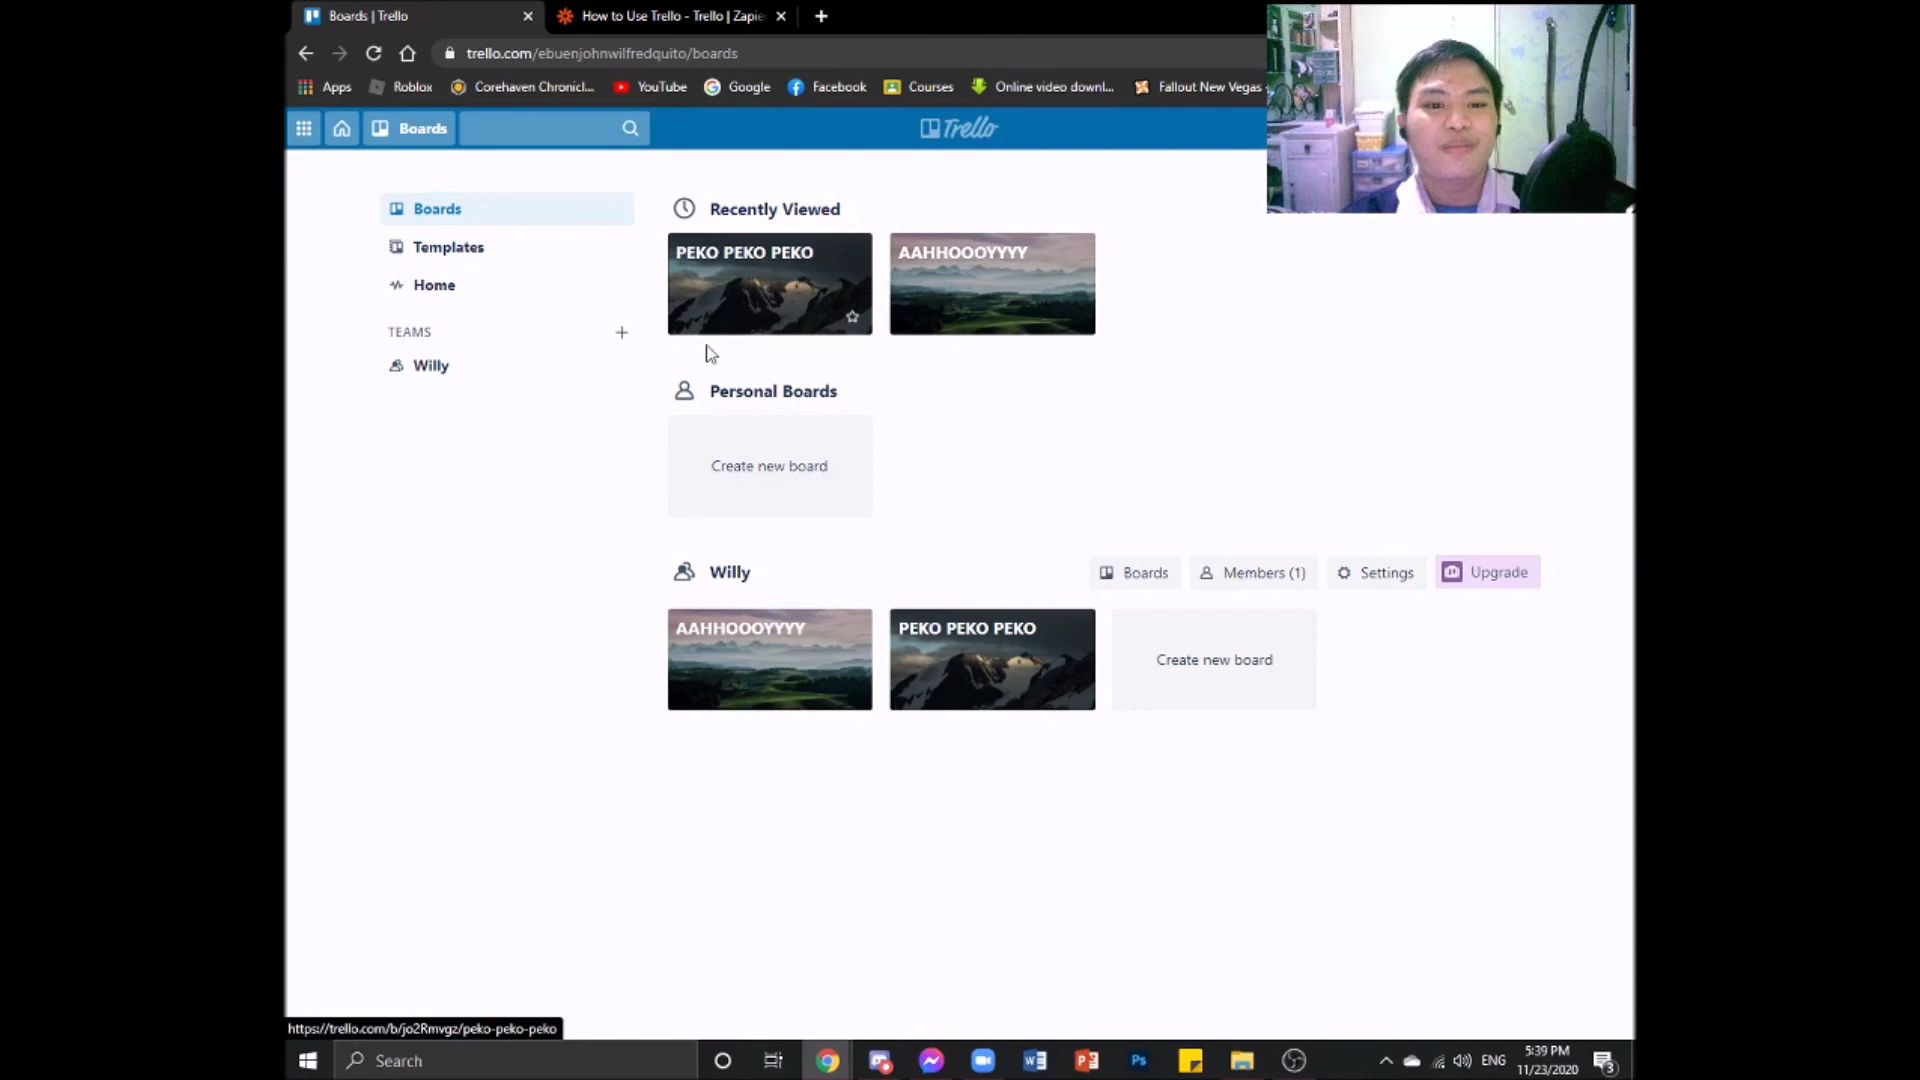 Boards | Trello
How to Use Trello - Trello | Zapie
trello.com/ebuenjohnwilfredquito/boards
Apps Roblox Corehaven Chronicl... YouTube Google Facebook Courses Online video downl... Fallout New Vegas
Boards
Trello
Boards
Templates
Home
TEAMS
Willy
Recently Viewed
PEKO PEKO PEKO
AAHHOOOYYYY
Personal Boards
Create new board
Willy
Boards
Members (1)
Settings
Upgrade
AAHHOOOYYYY
PEKO PEKO PEKO
Create new board
https://trello.com/b/jo2Rmvgz/peko-peko-peko
Search
Ps
ENG
5:39 PM
11/23/2020
3